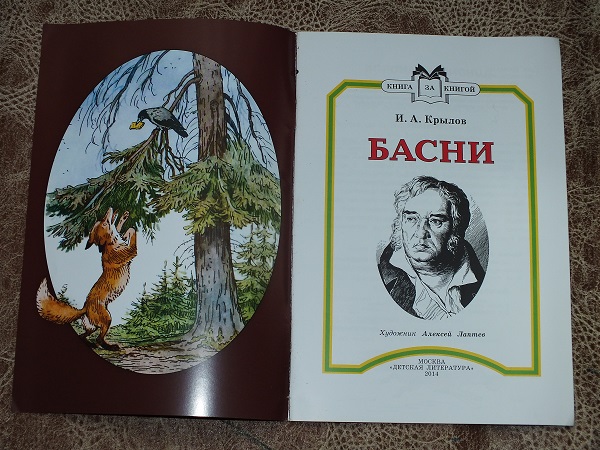 КНИГА ЗА КНИГОЙ
И. А. Крылов
БАСНИ
Художник Алексей Лаптев
МОСКВА
«ДЕТСКАЯ ЛИТЕРАТУРА»
2014